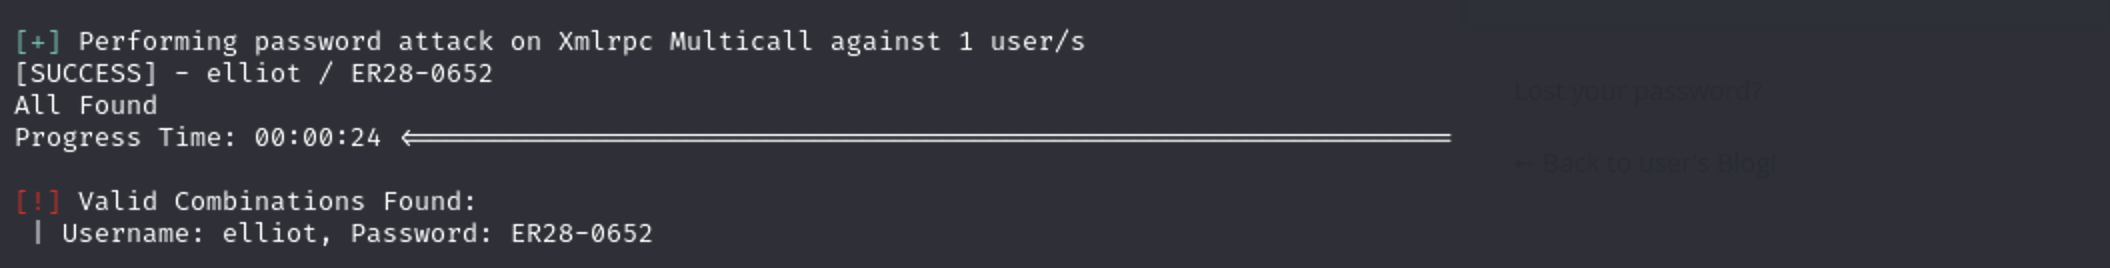 [+] Performing password attack on Xmlrpc Multicall against 1 user/s
[SUCCESS] - elliot / ER28-0652
All Found
Progress Time: 00:00:24 <==================================================================
Lost your password?
← Back to user's Blog!
[!] Valid Combinations Found:
| Username: elliot, Password: ER28-0652